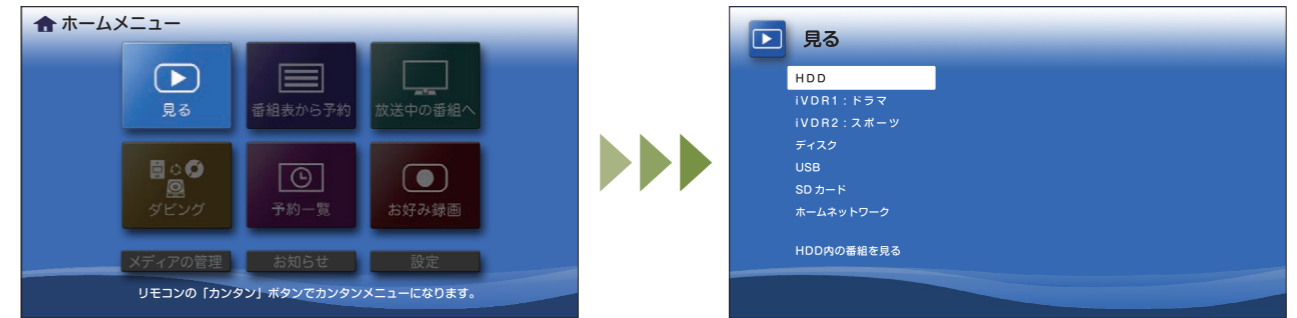 ホームメニュー
見る
番組表から予約
放送中の番組へ
ダビング
予約一覧
お好み録画
メディアの管理
お知らせ
設定
リモコンの「カンタン」ボタンでカンタンメニューになります。
見る
HDD
iVDR1：ドラマ
iVDR2：スポーツ
ディスク
USB
SDカード
ホームネットワーク
HDD内の番組を見る